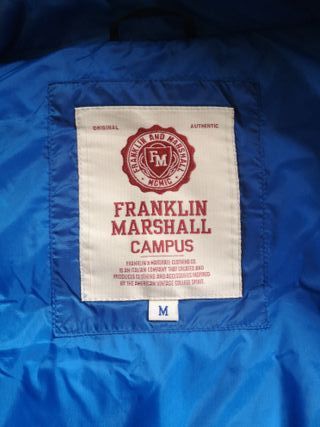 ORIGINAL AUTHENTIC
FRANKLIN AND MARSHALL
FM
MCMIC
FRANKLIN
MARSHALL
CAMPUS
FRANKLIN & MARSHALL CLOTHING CO.
IS AN ITALIAN COMPANY THAT CREATES AND
PRODUCES CLOTHING AND ACCESSORIES INSPIRED
BY THE AMERICAN VINTAGE COLLEGE SPIRIT.
M